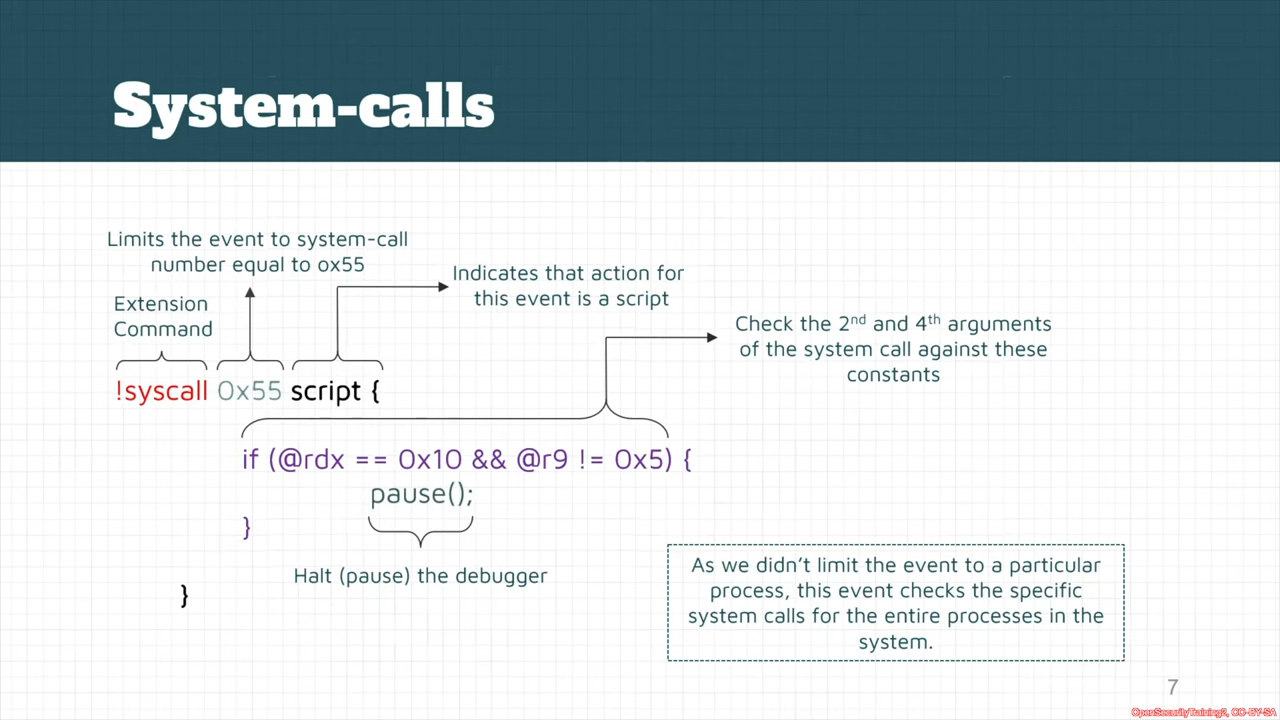 System-calls
Limits the event to system-call
number equal to 0x55
Indicates that action for
this event is a script
Extension
Command
Check the 2nd and 4th arguments
of the system call against these
constants
!syscall 0x55 script {
if (@rdx == 0x10 && @r9 != 0x5) {
pause();
}
Halt (pause) the debugger
}
As we didn't limit the event to a particular
process, this event checks the specific
system calls for the entire processes in the
system.
7
OpenSecurityTraining2, CC-BY-SA